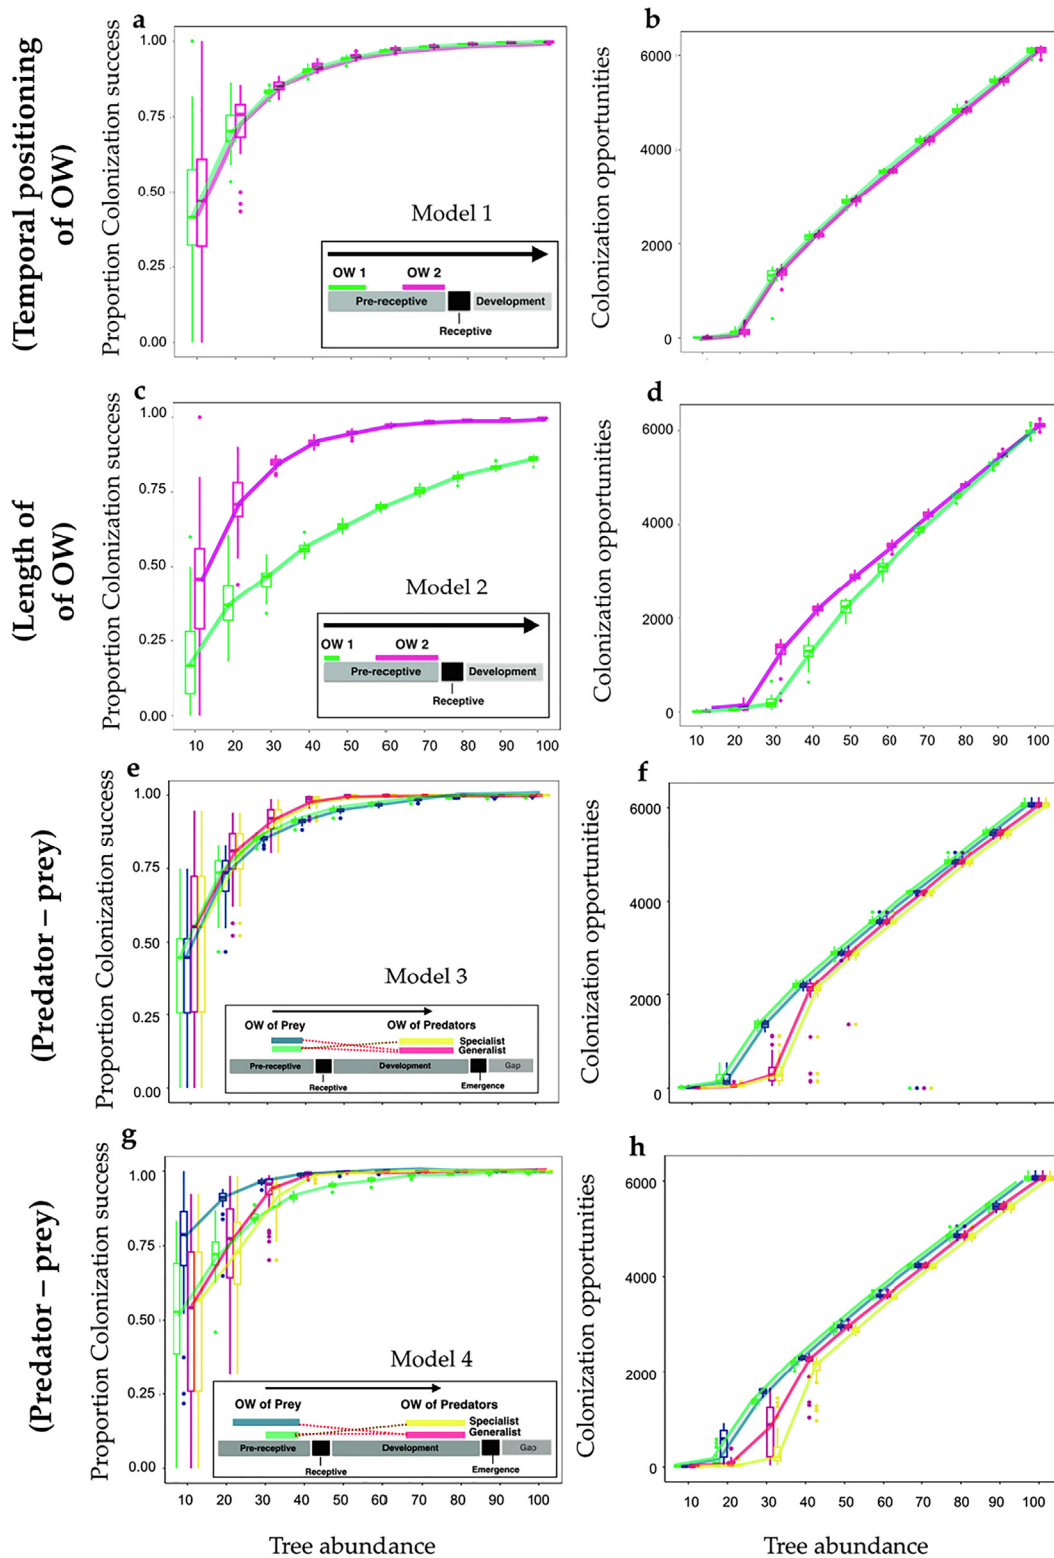 (Temporal positioning
of OW)
a
Proportion Colonization success
1.00
0.75
0.50
0.25
0.00
Model 1
OW 1
OW 2
Pre-receptive
Development
Receptive
b
Colonization opportunities
6000
4000
2000
0
(Length of
of OW)
c
Proportion Colonization success
1.00
0.75
0.50
0.25
0.00
Model 2
OW 1
OW 2
Pre-receptive
Development
Receptive
10 20 30 40 50 60 70 80 90 100
d
Colonization opportunities
6000
4000
2000
0
10 20 30 40 50 60 70 80 90 100
(Predator – prey)
e
Proportion Colonization success
1.00
0.75
0.50
0.25
0.00
Model 3
OW of Prey
OW of Predators
Specialist
Generalist
Pre-receptive
Development
Gap
Receptive
Emergence
f
Colonization opportunities
6000
4000
2000
0
(Predator – prey)
g
Proportion Colonization success
1.00
0.75
0.50
0.25
0.00
Model 4
OW of Prey
OW of Predators
Specialist
Generalist
Pre-receptive
Development
Gap
Receptive
Emergence
10 20 30 40 50 60 70 80 90 100
Tree abundance
h
Colonization opportunities
6000
4000
2000
0
10 20 30 40 50 60 70 80 90 100
Tree abundance